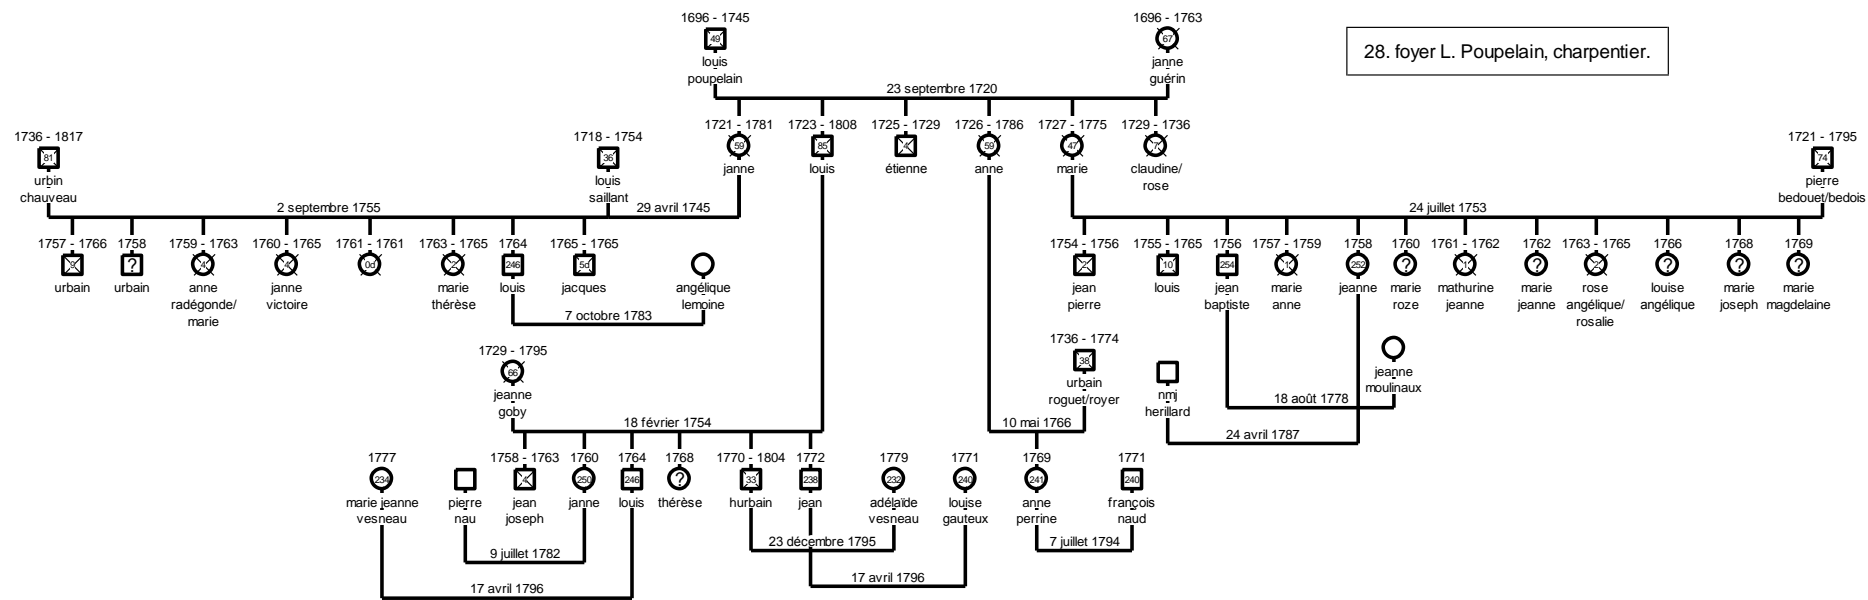 1696 - 1745
49
louis
poupelain
1696 - 1763
67
janne
guérin
28. foyer L. Poupelain, charpentier.
23 septembre 1720
1736 - 1817
81
urbin
chauveau
1718 - 1754
36
louis
saillant
1721 - 1781
59
janne
1723 - 1808
85
louis
1725 - 1729
4
étienne
1726 - 1786
59
anne
1727 - 1775
47
marie
1729 - 1736
7
claudine/
rose
1721 - 1795
74
pierre
bedouet/bedois
2 septembre 1755
29 avril 1745
24 juillet 1753
1757 - 1766
9
urbain
1758
?
urbain
1759 - 1763
4
anne
radégonde/
marie
1760 - 1765
4
janne
victoire
1761 - 1761
0d
1763 - 1765
2
marie
thérèse
1764
246
louis
1765 - 1765
5d
jacques
angélique
lemoine
7 octobre 1783
1754 - 1756
2
jean
pierre
1755 - 1765
10
louis
1756
254
jean
baptiste
1757 - 1759
1
marie
anne
1758
252
jeanne
1760
?
marie
roze
1761 - 1762
1
mathurine
jeanne
1762
?
marie
jeanne
1763 - 1765
2
rose
angélique/
rosalie
1766
?
louise
angélique
1768
?
marie
joseph
1769
?
marie
magdelaine
1729 - 1795
66
jeanne
goby
1736 - 1774
38
urbain
roguet/royer
nmj
herillard
jeanne
moulinaux
18 août 1778
18 février 1754
10 mai 1766
24 avril 1787
1777
234
marie jeanne
vesneau
pierre
nau
1758 - 1763
4
jean
joseph
1760
250
janne
1764
246
louis
1768
?
thérèse
1770 - 1804
33
hurbain
1772
238
jean
1779
232
adélaïde
vesneau
1771
240
louise
gauteux
1769
241
anne
perrine
1771
240
françois
naud
9 juillet 1782
23 décembre 1795
7 juillet 1794
17 avril 1796
17 avril 1796